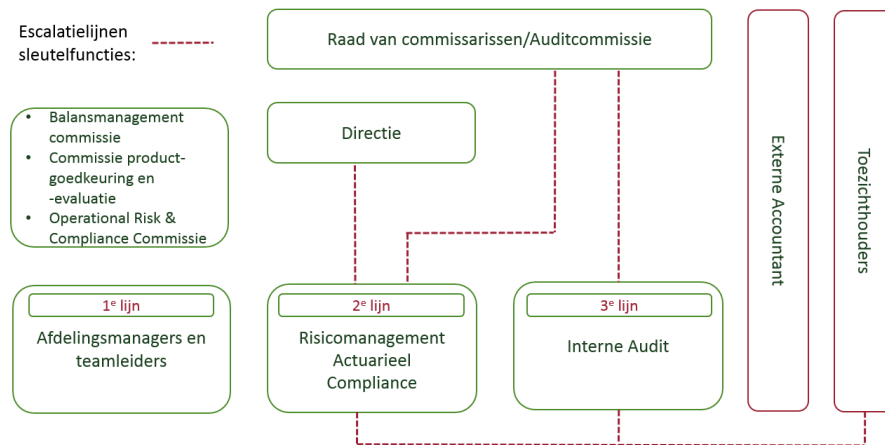 Escalatielijnen
sleutelfuncties:
Raad van commissarissen/Auditcommissie
• Balansmanagement
commissie
• Commissie product-
goedkeuring en
-evaluatie
• Operational Risk &
Compliance Commissie
Directie
1e lijn
Afdelingsmanagers en
teamleiders
2e lijn
Risicomanagement
Actuarieel
Compliance
3e lijn
Interne Audit
Externe Accountant
Toezichthouders